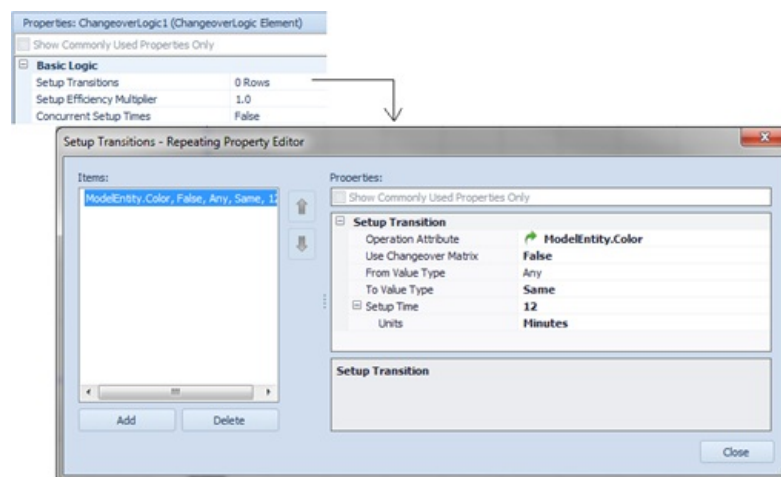 Properties: ChangeoverLogic1 (ChangeoverLogic Element)
Show Commonly Used Properties Only
Basic Logic
Setup Transitions 0 Rows
Setup Efficiency Multiplier 1.0
Concurrent Setup Times False
Setup Transitions - Repeating Property Editor
Items:
ModelEntity.Color, False, Any, Same, 12
Properties:
Show Commonly Used Properties Only
Setup Transition
Operation Attribute ModelEntity.Color
Use Changeover Matrix False
From Value Type Any
To Value Type Same
Setup Time 12
Units Minutes
Setup Transition
Add Delete
Close